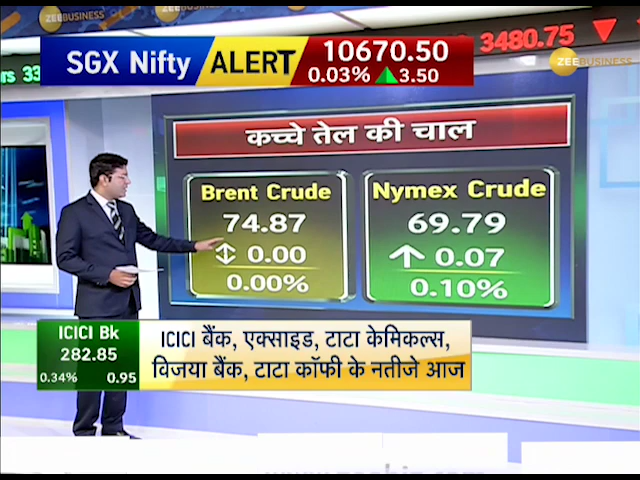 ZEEBUSINESS
ZEEBUSINESS
SGX Nifty
ALERT
10670.50
0.03% ▲ 3.50
3480.75 ▼
ZEEBUSINESS
कच्चे तेल की चाल
Brent Crude
74.87
↕ 0.00
0.00%
Nymex Crude
69.79
↑ 0.07
0.10%
ICICI Bk
282.85
0.34% 0.95
ICICI बैंक, एक्साइड, टाटा केमिकल्स,
विजया बैंक, टाटा कॉफी के नतीजे आज